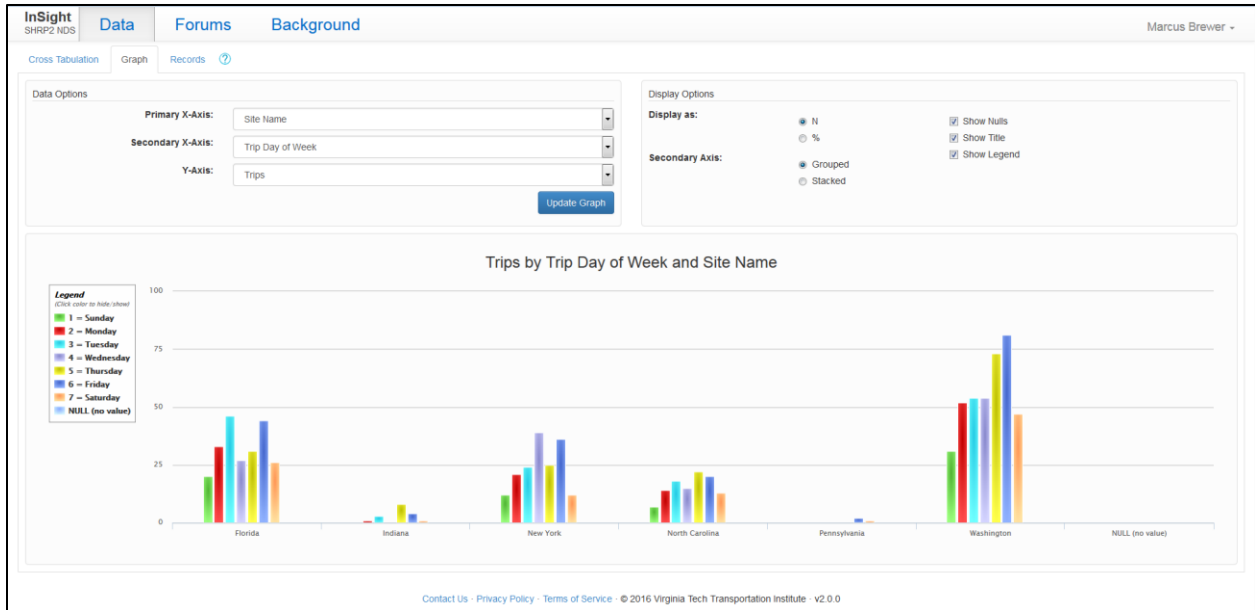 InSight
SHRP2 NDS
Data
Forums
Background
Marcus Brewer
Cross Tabulation
Graph
Records
?
Data Options
Primary X-Axis:
Site Name
Secondary X-Axis:
Trip Day of Week
Y-Axis:
Trips
Update Graph
Display Options
Display as:
N
%
Secondary Axis:
Grouped
Stacked
Show Nulls
Show Title
Show Legend
Trips by Trip Day of Week and Site Name
Legend
(Click color to hide/show)
1 = Sunday
2 = Monday
3 = Tuesday
4 = Wednesday
5 = Thursday
6 = Friday
7 = Saturday
NULL (no value)
100
75
50
25
0
Florida
Indiana
New York
North Carolina
Pennsylvania
Washington
NULL (no value)
Contact Us · Privacy Policy · Terms of Service · © 2016 Virginia Tech Transportation Institute · v2.0.0